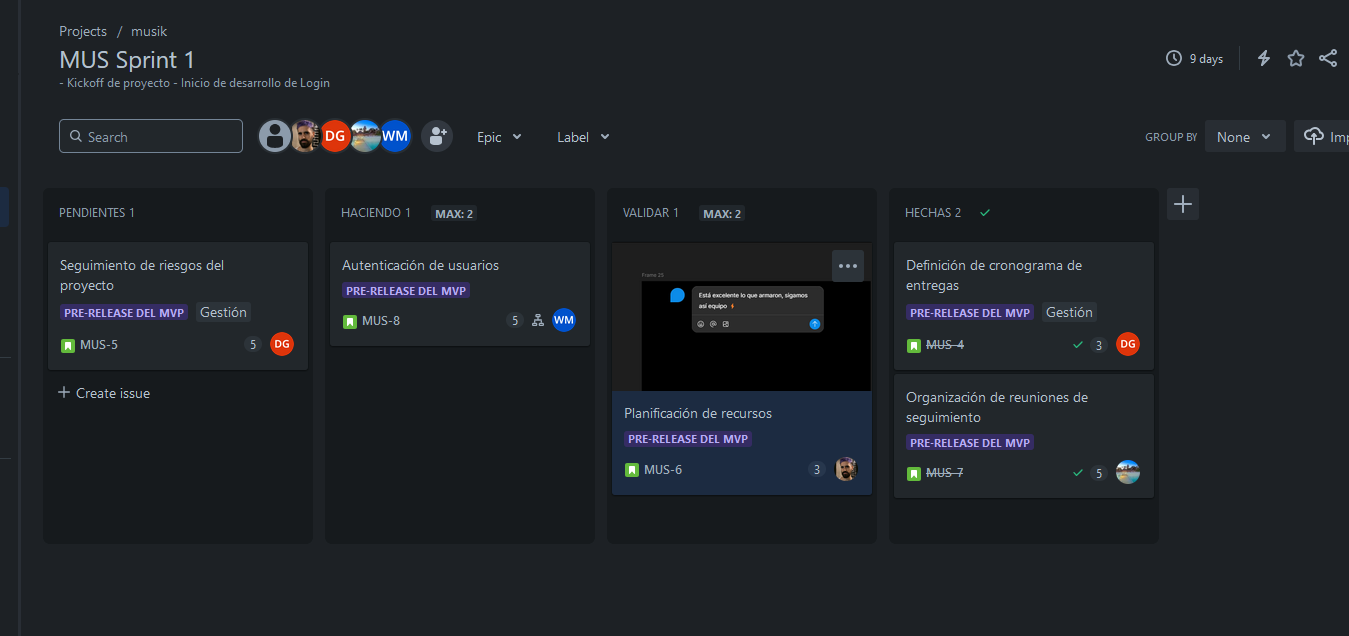 Projects / musik
MUS Sprint 1
- Kickoff de proyecto - Inicio de desarrollo de Login
9 days
Search
DG
WM
Epic
Label
GROUP BY
None
Imp
PENDIENTES 1
Seguimiento de riesgos del
proyecto
PRE-RELEASE DEL MVP Gestión
MUS-5 5 DG
+ Create issue
HACIENDO 1 MAX: 2
Autenticación de usuarios
PRE-RELEASE DEL MVP
MUS-8 5 WM
VALIDAR 1 MAX: 2
Frame 25
Está excelente lo que armaron, sigamos
así equipo
Planificación de recursos
PRE-RELEASE DEL MVP
MUS-6 3
HECHAS 2
Definición de cronograma de
entregas
PRE-RELEASE DEL MVP Gestión
MUS-4 3 DG
Organización de reuniones de
seguimiento
PRE-RELEASE DEL MVP
MUS-7 5